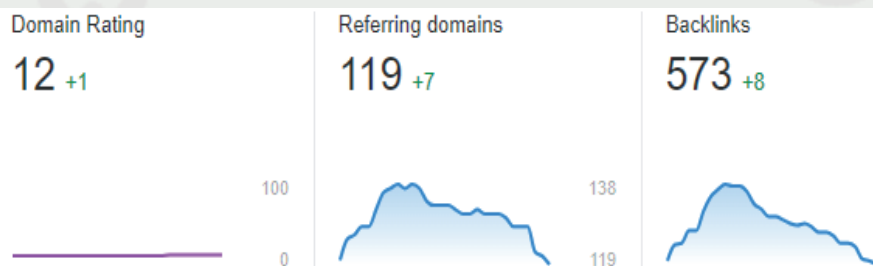 Domain Rating
12 +1
100
0
Referring domains
119 +7
138
119
Backlinks
573 +8